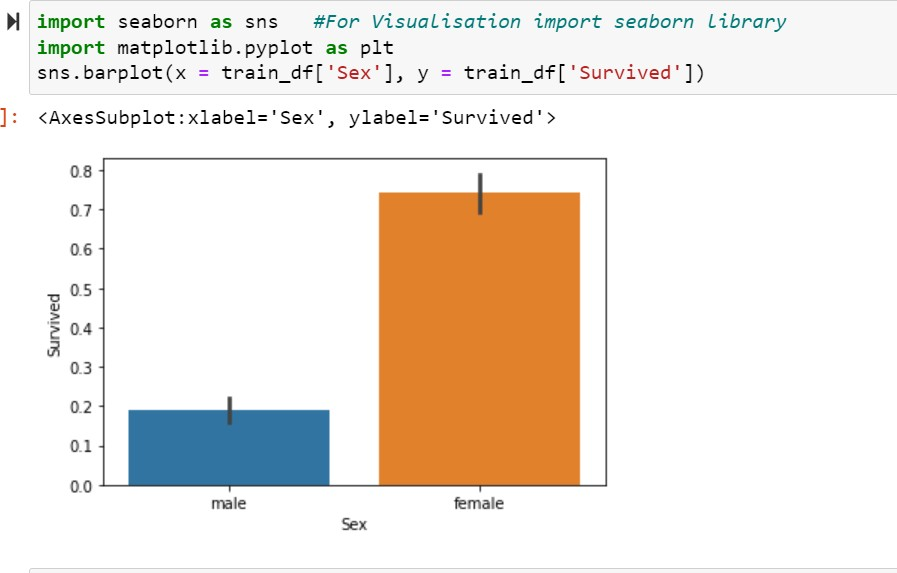 import seaborn as sns   #For Visualisation import seaborn library
import matplotlib.pyplot as plt
sns.barplot(x = train_df['Sex'], y = train_df['Survived'])
]: <AxesSubplot:xlabel='Sex', ylabel='Survived'>
0.8
0.7
0.6
0.5
0.4
0.3
0.2
0.1
0.0
Survived
male female
Sex